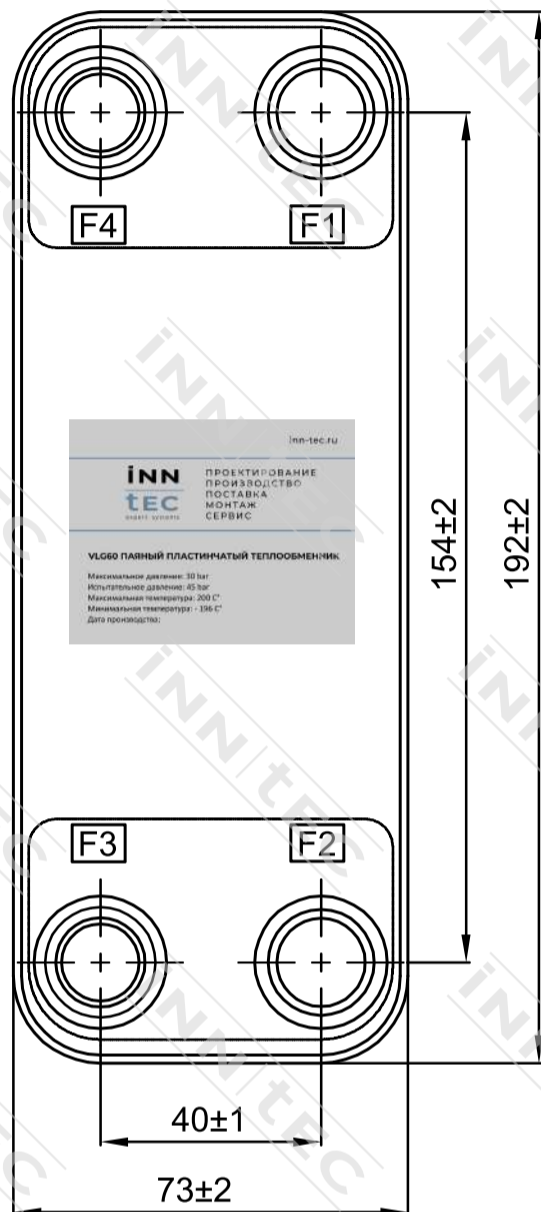 F4
F1
inn-tec.ru
iNN
tEC
ПРОЕКТИРОВАНИЕ
ПРОИЗВОДСТВО
ПОСТАВКА
МОНТАЖ
СЕРВИС
VLG60 ПАЯНЫЙ ПЛАСТИНЧАТЫЙ ТЕПЛООБМЕННИК
Максимальное давление: 30 bar
Испытательное давление: 45 bar
Максимальная температура: 200 C°
Минимальная температура: - 196 C°
Дата производства:
154±2
192±2
F3
F2
40±1
73±2
iNN tEC